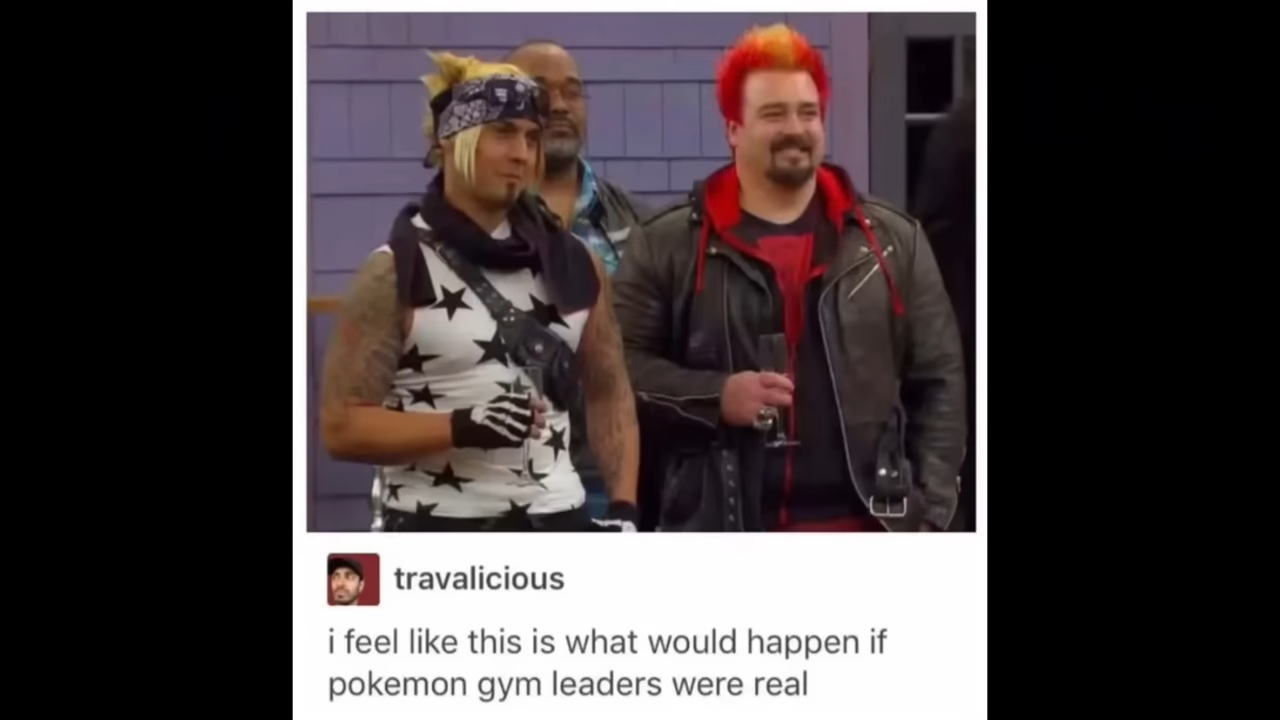 travalicious
i feel like this is what would happen if
pokemon gym leaders were real